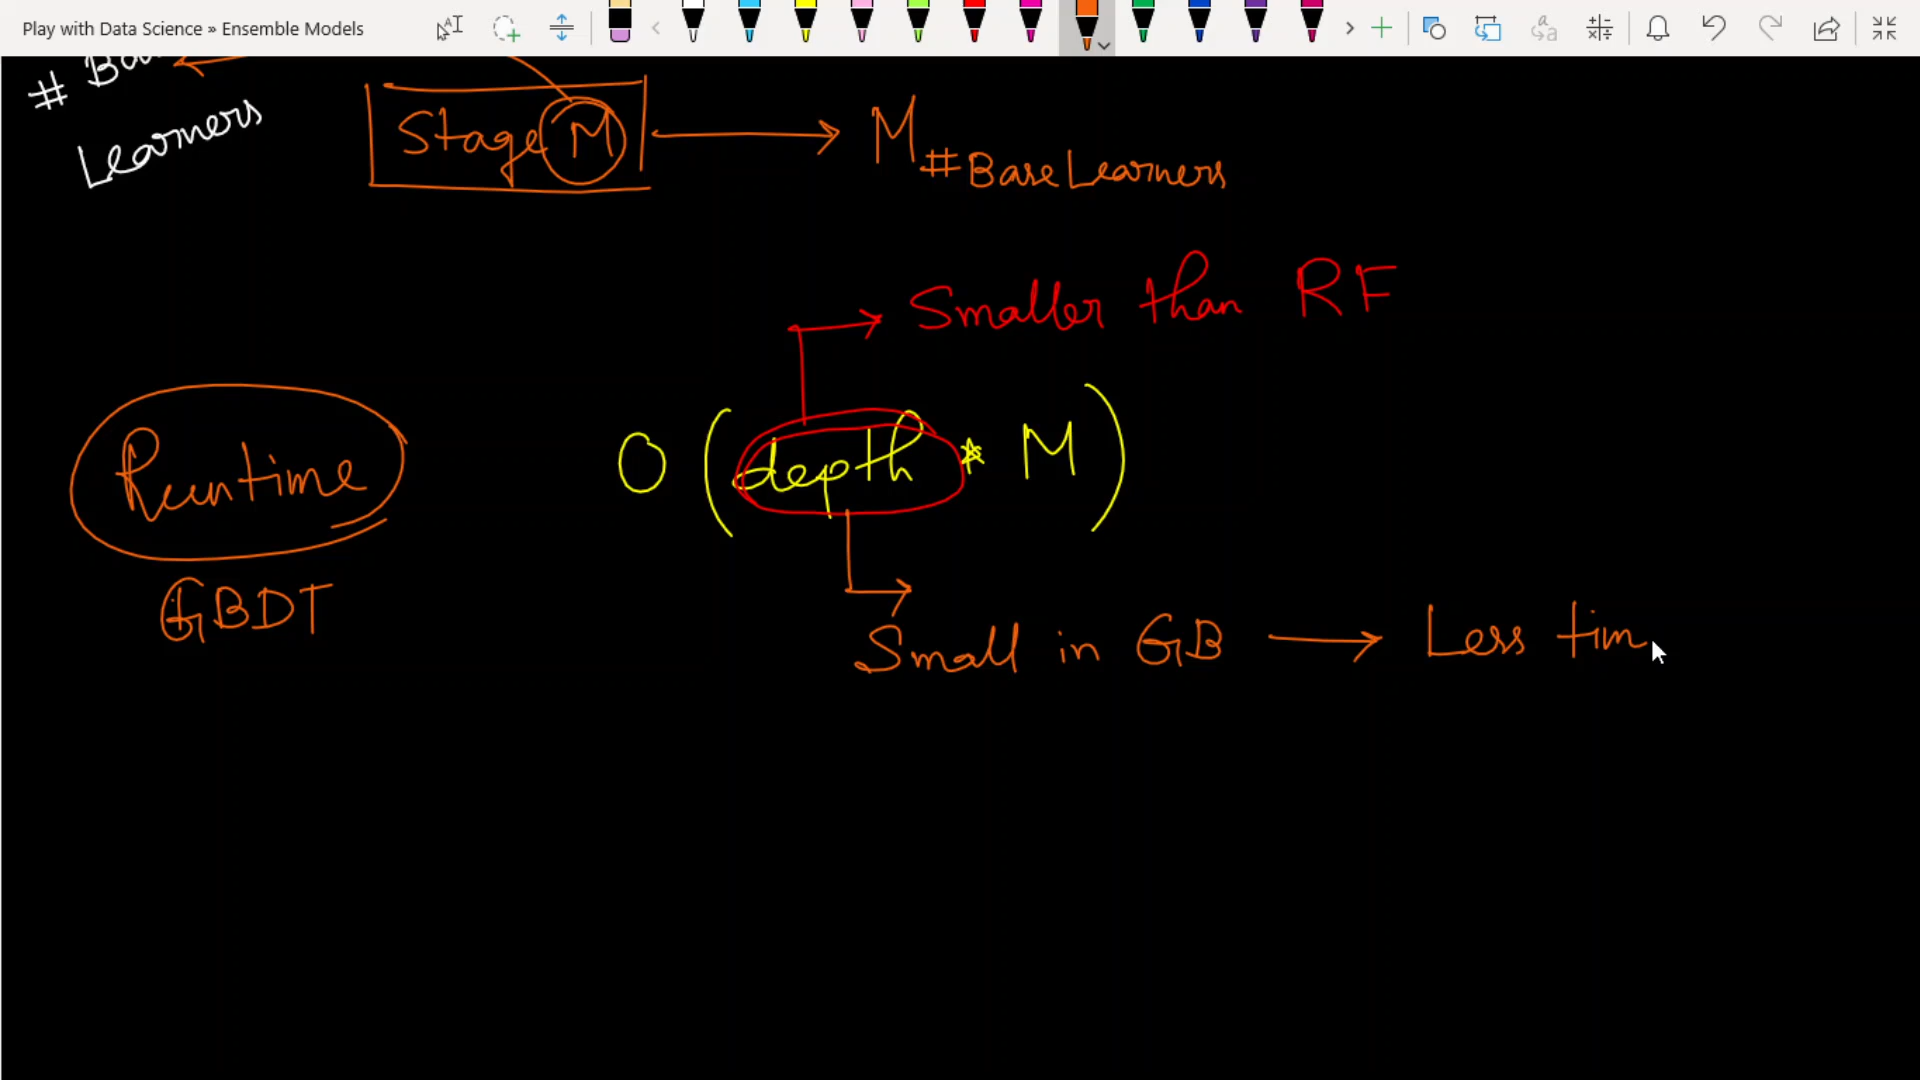 Play with Data Science » Ensemble Models
# Base
Learners
Stage M
M #BaseLearners
Smaller than RF
Runtime
O (depth * M)
GBDT
Small in GB → Less tim